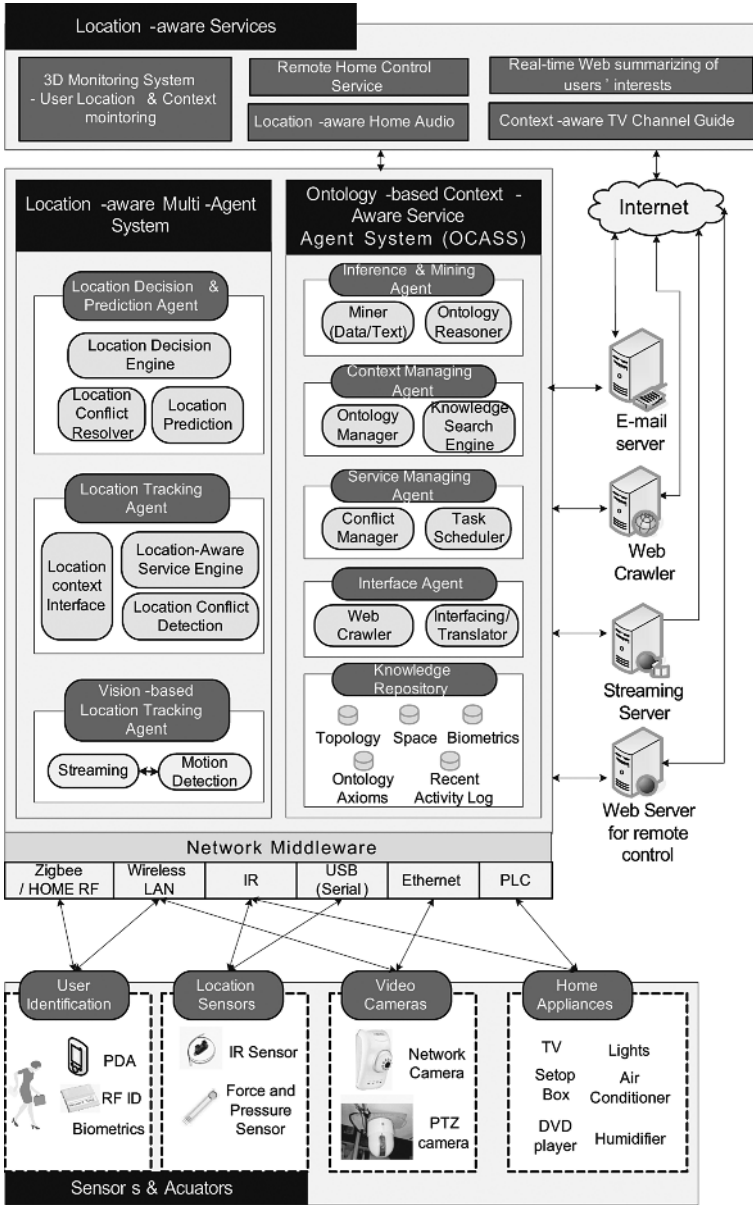 Location -aware Services
3D Monitoring System
- User Location & Context
mointoring
Remote Home Control
Service
Location -aware Home Audio
Real-time Web summarizing of
users ' interests
Context -aware TV Channel Guide
Location -aware Multi -Agent
System
Location Decision &
Prediction Agent
Location Decision
Engine
Location
Conflict
Resolver
Location
Prediction
Location Tracking
Agent
Location
context
Interface
Location-Aware
Service Engine
Location Conflict
Detection
Vision -based
Location Tracking
Agent
Streaming
Motion
Detection
Ontology -based Context -
Aware Service
Agent System (OCASS)
Inference & Mining
Agent
Miner
(Data/Text)
Ontology
Reasoner
Context Managing
Agent
Ontology
Manager
Knowledge
Search
Engine
Service Managing
Agent
Conflict
Manager
Task
Scheduler
Interface Agent
Web
Crawler
Interfacing/
Translator
Knowledge
Repository
Topology
Space
Biometrics
Ontology
Axioms
Recent
Activity Log
Internet
E-mail
server
Web
Crawler
Streaming
Server
Web Server
for remote
control
Network Middleware
Zigbee
/ HOME RF
Wireless
LAN
IR
USB
(Serial)
Ethernet
PLC
User
Identification
PDA
RF ID
Biometrics
Location
Sensors
IR Sensor
Force and
Pressure
Sensor
Video
Cameras
Network
Camera
PTZ
camera
Home
Appliances
TV
Lights
Setop
Box
Air
Conditioner
DVD
player
Humidifier
Sensor s & Acuators